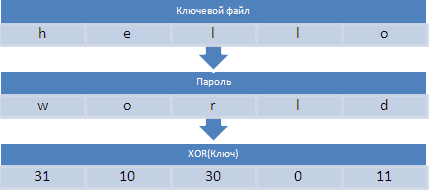 Ключевой файл
h e l l o
Пароль
w o r l d
XOR(Ключ)
31 10 30 0 11